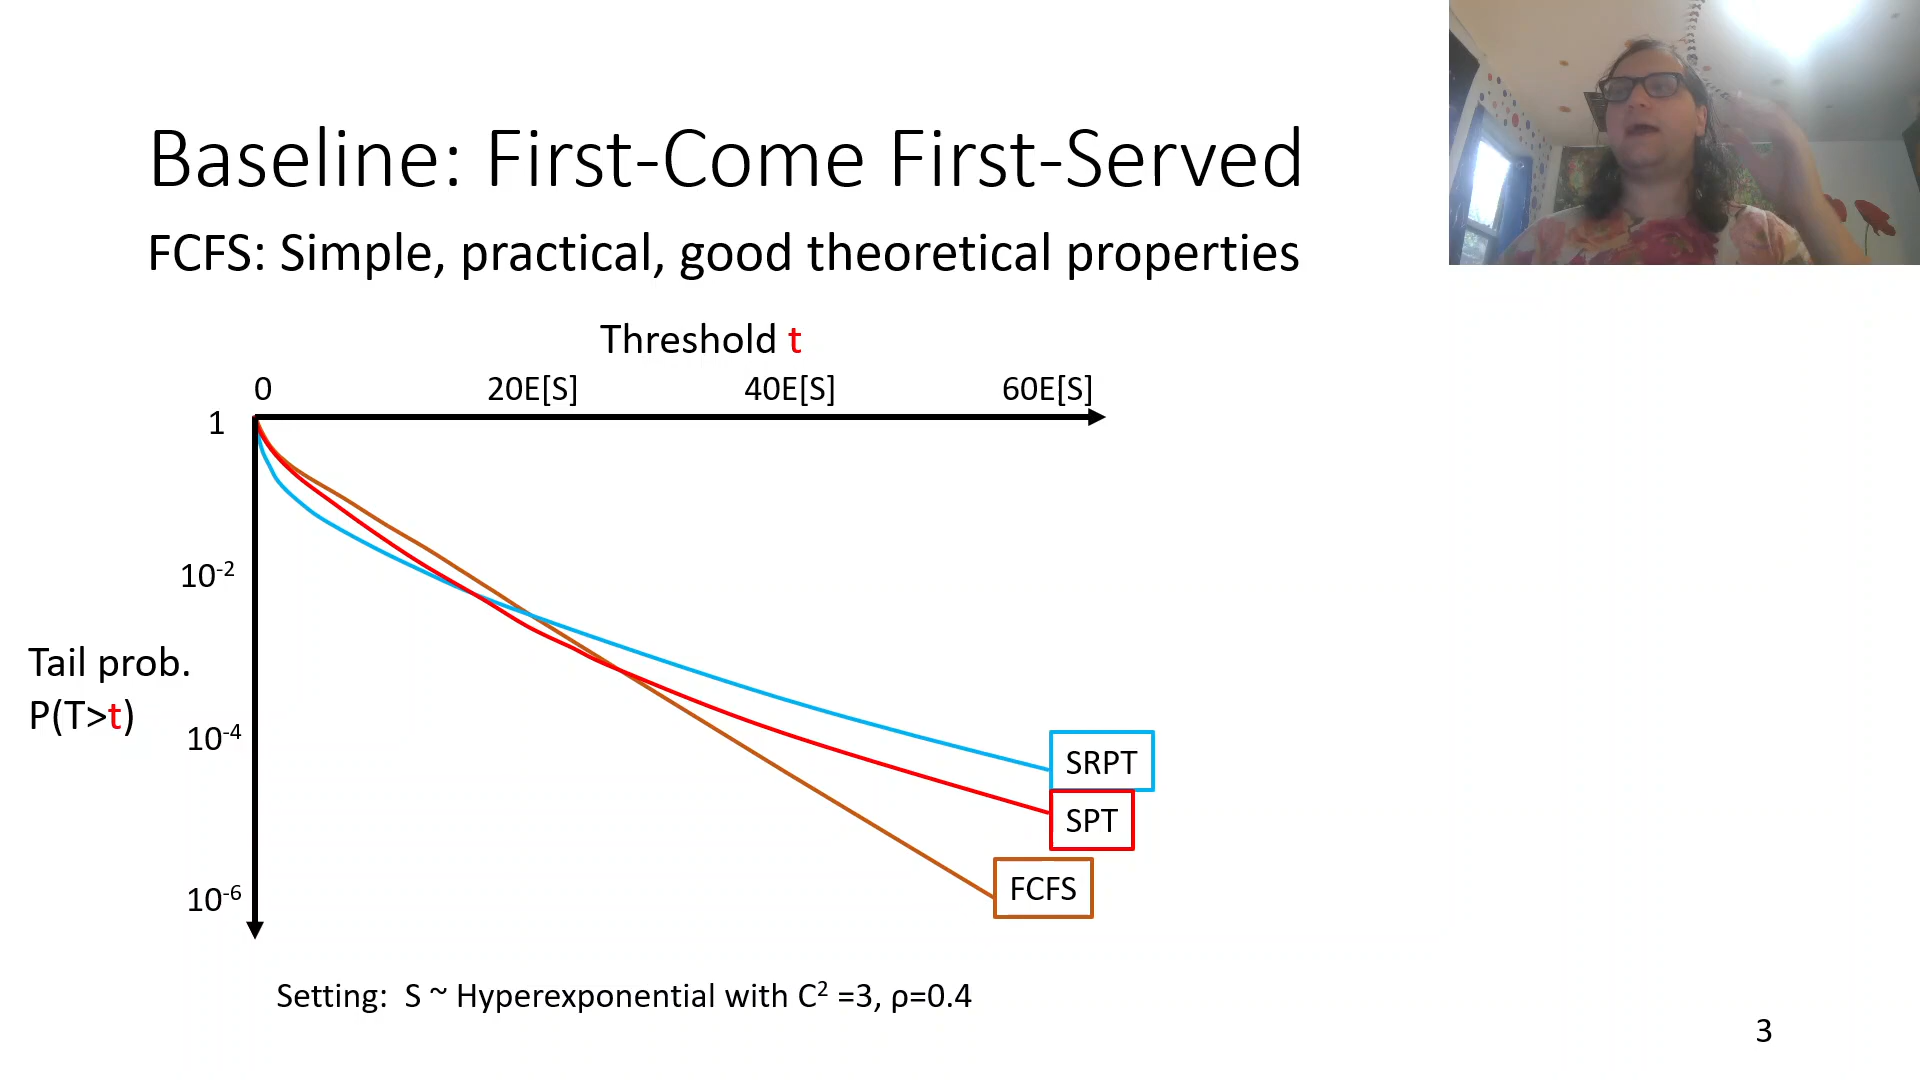 Baseline: First-Come First-Served
FCFS: Simple, practical, good theoretical properties
Threshold t
0 20E[S] 40E[S] 60E[S]
1
10⁻²
Tail prob.
P(T>t)
10⁻⁴
SRPT
SPT
10⁻⁶
FCFS
Setting: S ~ Hyperexponential with C² =3, ρ=0.4
3